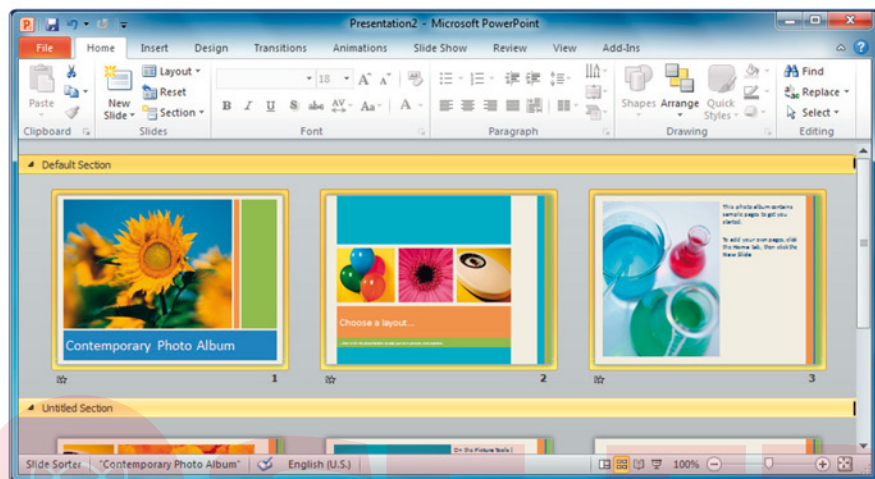 Presentation2 - Microsoft PowerPoint
File Home Insert Design Transitions Animations Slide Show Review View Add-Ins
Paste
Clipboard
New Slide
Layout
Reset
Section
Slides
18
Font
Paragraph
Shapes
Arrange
Quick Styles
Drawing
Find
Replace
Select
Editing
Default Section
Contemporary Photo Album
1
Choose a layout...
2
This photo album contains
sample pages to get you
started.
To add your own pages, click
the Home tab, then click the
New Slide
3
Untitled Section
On the Picture Tools
Slide Sorter "Contemporary Photo Album" English (U.S.) 100%